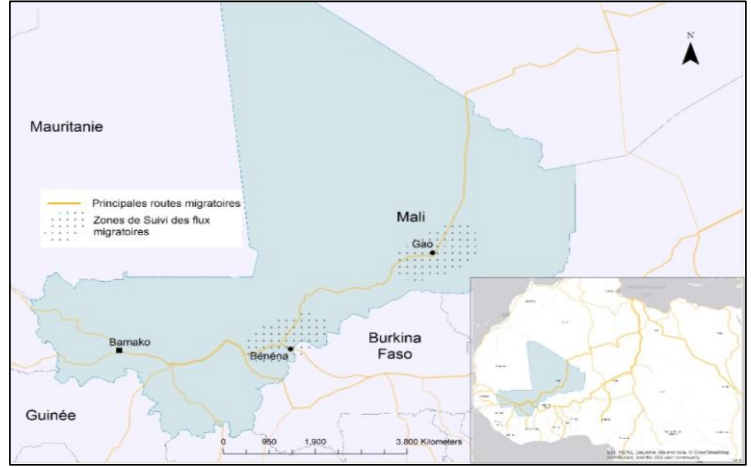 N
Mauritanie
Principales routes migratoires
Zones de Suivi des flux
migratoires
Mali
Gao
Bamako
Bénéna
Burkina
Faso
Guinée
0 950 1,900 3,800 Kilometers